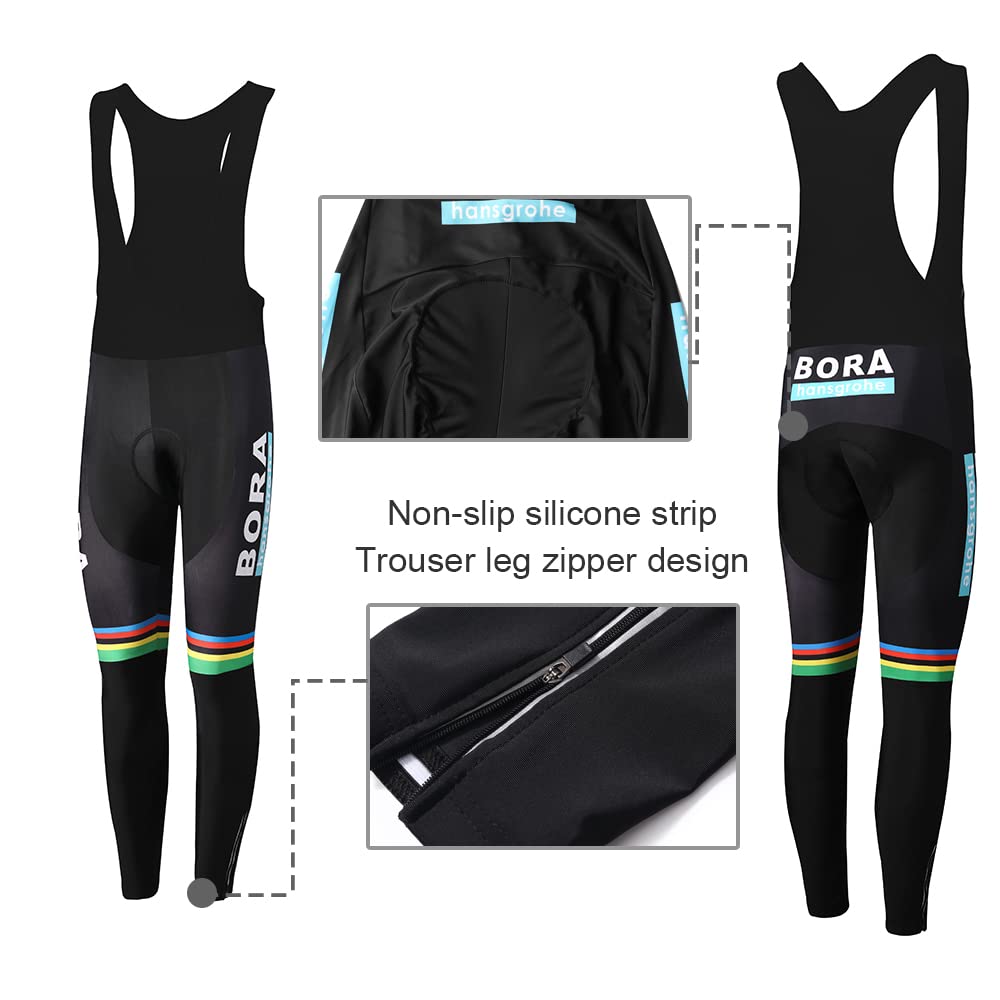 hansgrohe
BORA
hansgrohe
BORA
hansgrohe
hansgrohe
Non-slip silicone strip
Trouser leg zipper design